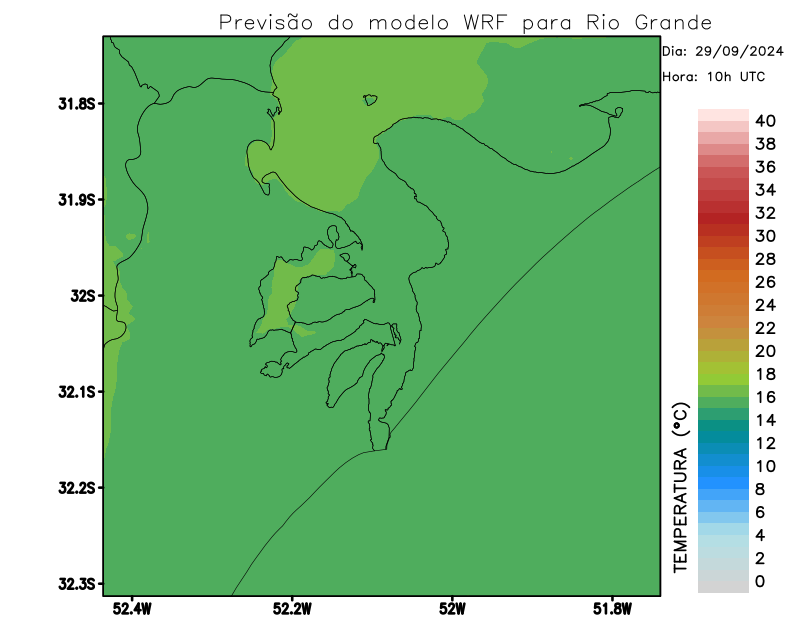 Previsão do modelo WRF para Rio Grande
Dia: 29/09/2024
Hora: 10h UTC
31.8S
31.9S
32S
32.1S
32.2S
32.3S
52.4W
52.2W
52W
51.8W
TEMPERATURA (°C)
40
38
36
34
32
30
28
26
24
22
20
18
16
14
12
10
8
6
4
2
0